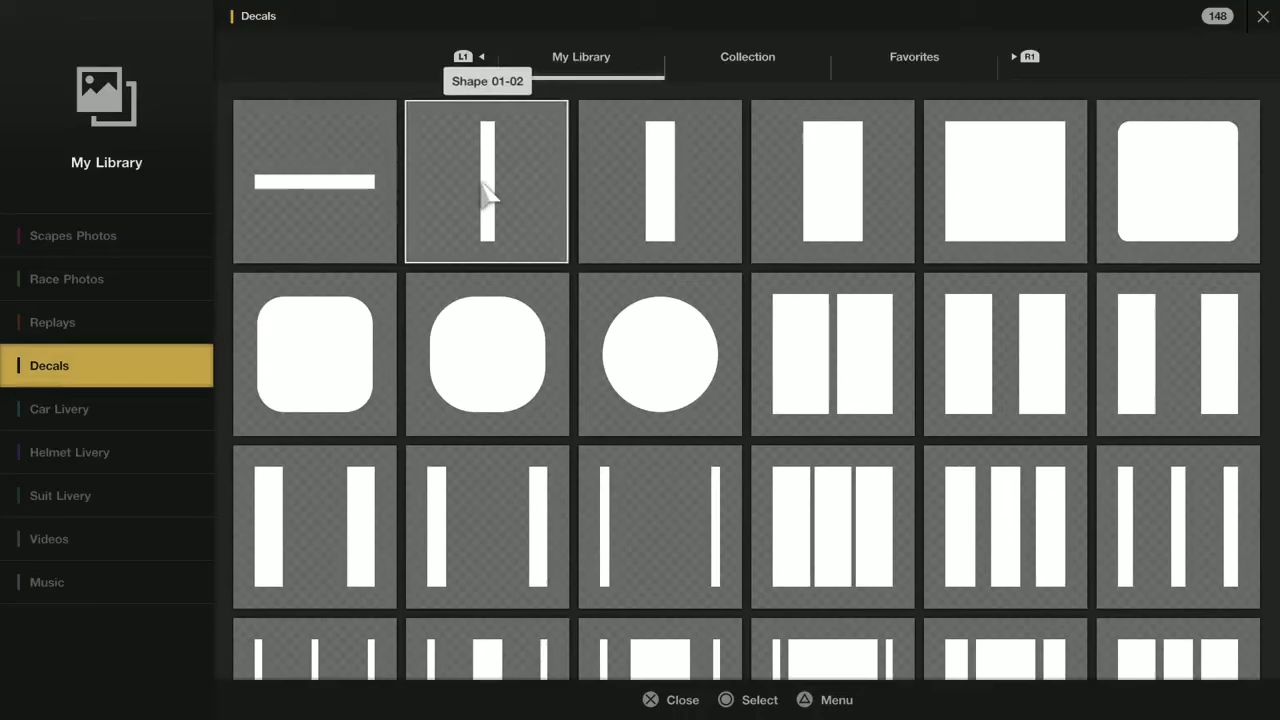 Decals
148
L1
My Library
Collection
Favorites
R1
Shape 01-02
My Library
Scapes Photos
Race Photos
Replays
Decals
Car Livery
Helmet Livery
Suit Livery
Videos
Music
Close
Select
Menu